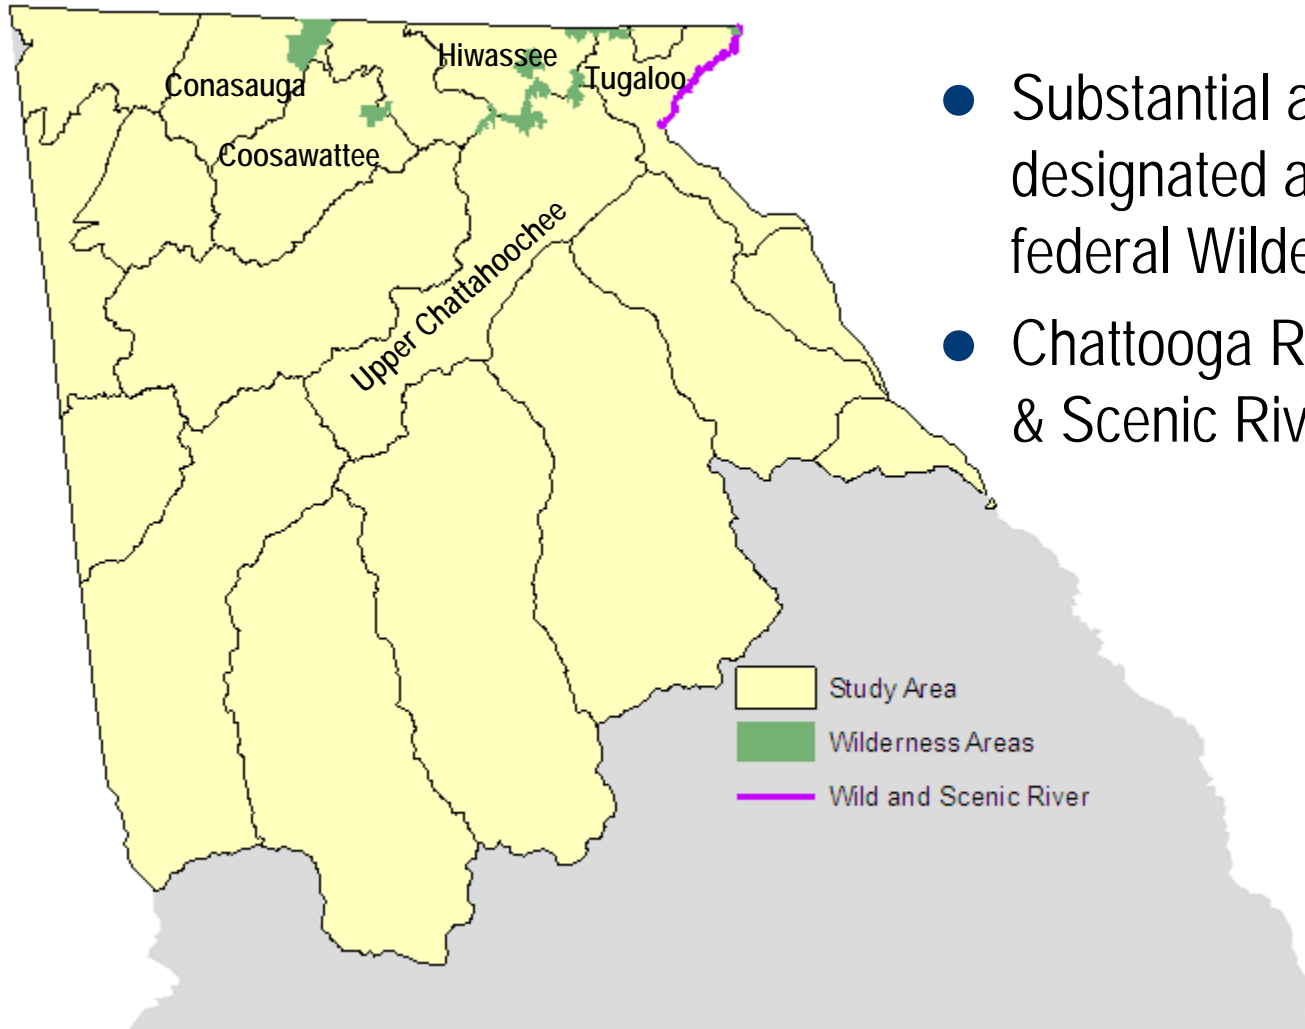 Hiwassee
Tugaloo
Conasauga
Coosawattee
Upper Chattahoochee
● Substantial a
designated a
federal Wilde
● Chattooga R
& Scenic Riv
Study Area
Wilderness Areas
Wild and Scenic River